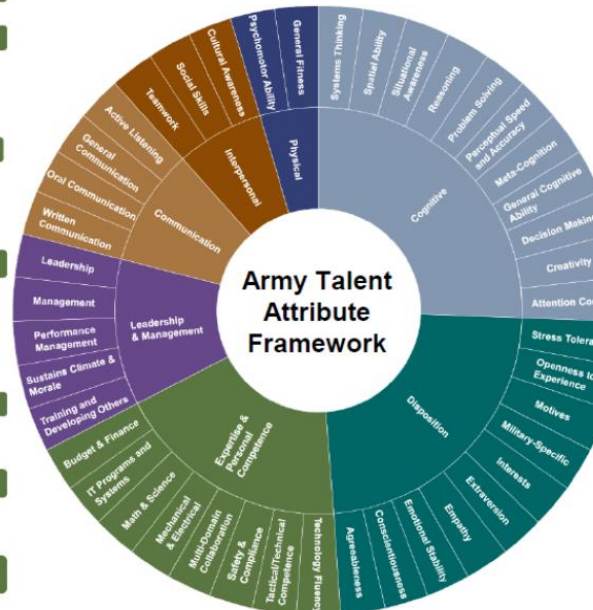 Army Talent
Attribute
Framework
Cognitive
Systems Thinking
Spatial Ability
Situational
Awareness
Reasoning
Problem Solving
Perceptual Speed
and Accuracy
Meta-Cognition
General Cognitive
Ability
Decision Making
Creativity
Attention
Disposition
Stress
Openness to
Experience
Motives
Military-Specific
Interests
Extraversion
Empathy
Emotional Stability
Conscientiousness
Agreeableness
Expertise &
Personal
Competence
Technology Fluency
Tactical/Technical
Competence
Safety &
Compliance
Multi-Domain
Collaboration
Mechanical
& Electrical
Math & Science
IT Programs and
Systems
Budget & Finance
Leadership
& Management
Training and
Developing Others
Sustains Climate &
Morale
Performance
Management
Management
Leadership
Communication
Written
Communication
Oral Communication
General
Communication
Active Listening
Interpersonal
Teamwork
Social Skills
Cultural Awareness
Physical
Psychomotor Ability
General Fitness